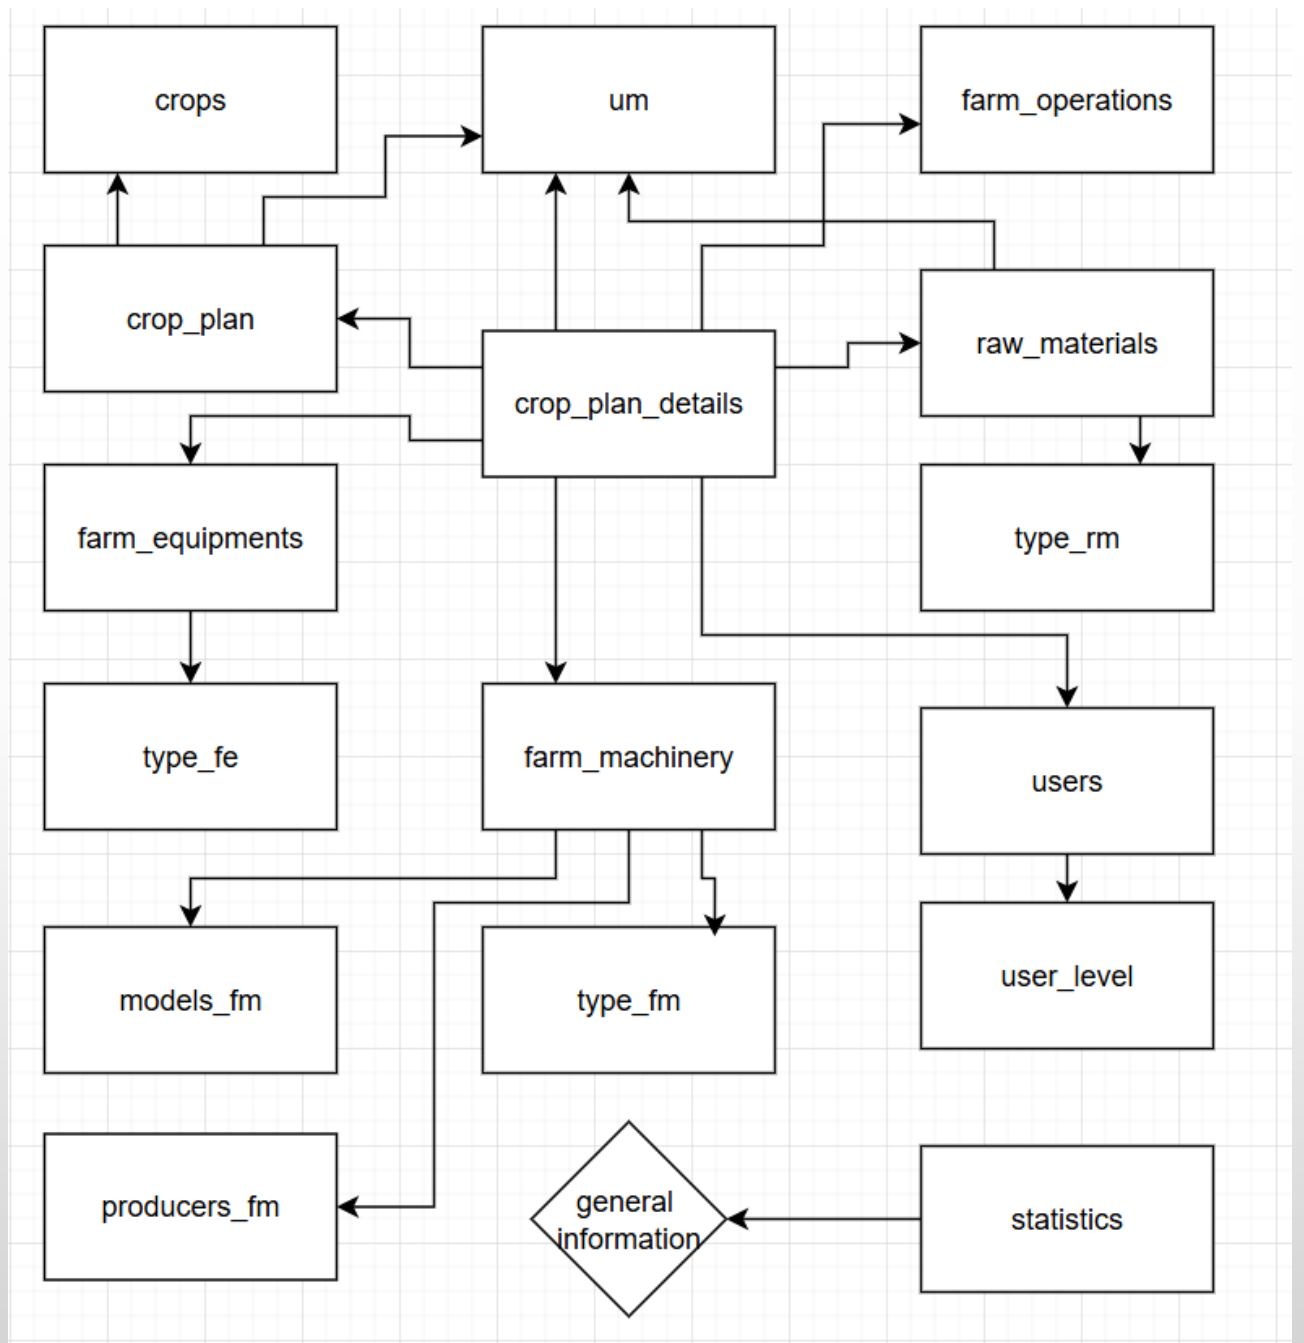 crops
um
farm_operations
crop_plan
raw_materials
crop_plan_details
farm_equipments
type_rm
type_fe
farm_machinery
users
models_fm
type_fm
user_level
producers_fm
general
information
statistics